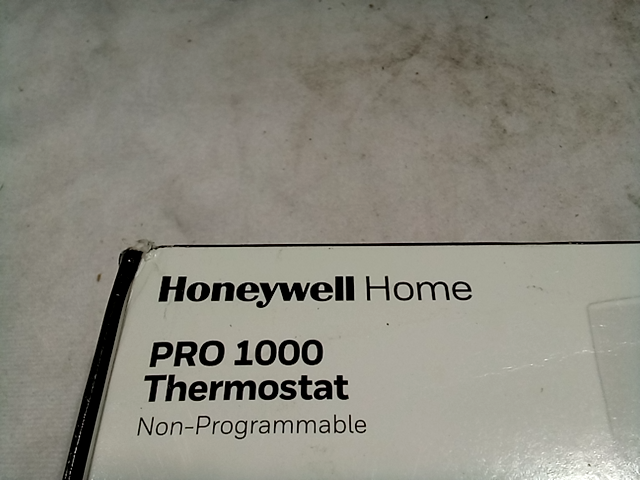 Honeywell Home
PRO 1000
Thermostat
Non-Programmable